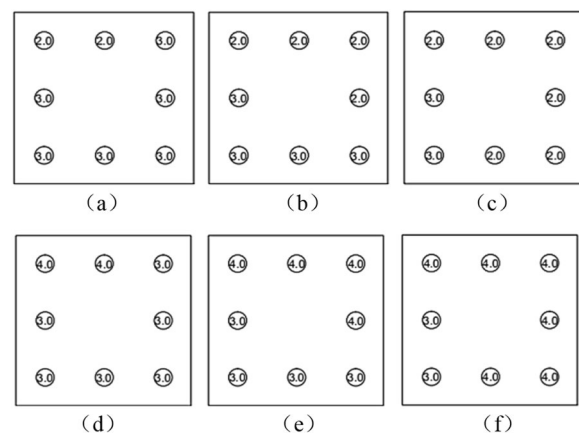 2.0 2.0 3.0 2.0 2.0 2.0 2.0 2.0 2.0
3.0 3.0 3.0 2.0 3.0 2.0
3.0 3.0 3.0 3.0 3.0 3.0 3.0 2.0 2.0
（a） （b） （c）
4.0 4.0 3.0 4.0 4.0 4.0 4.0 4.0 4.0
3.0 3.0 3.0 4.0 3.0 4.0
3.0 3.0 3.0 3.0 3.0 3.0 3.0 4.0 4.0
（d） （e） （f）